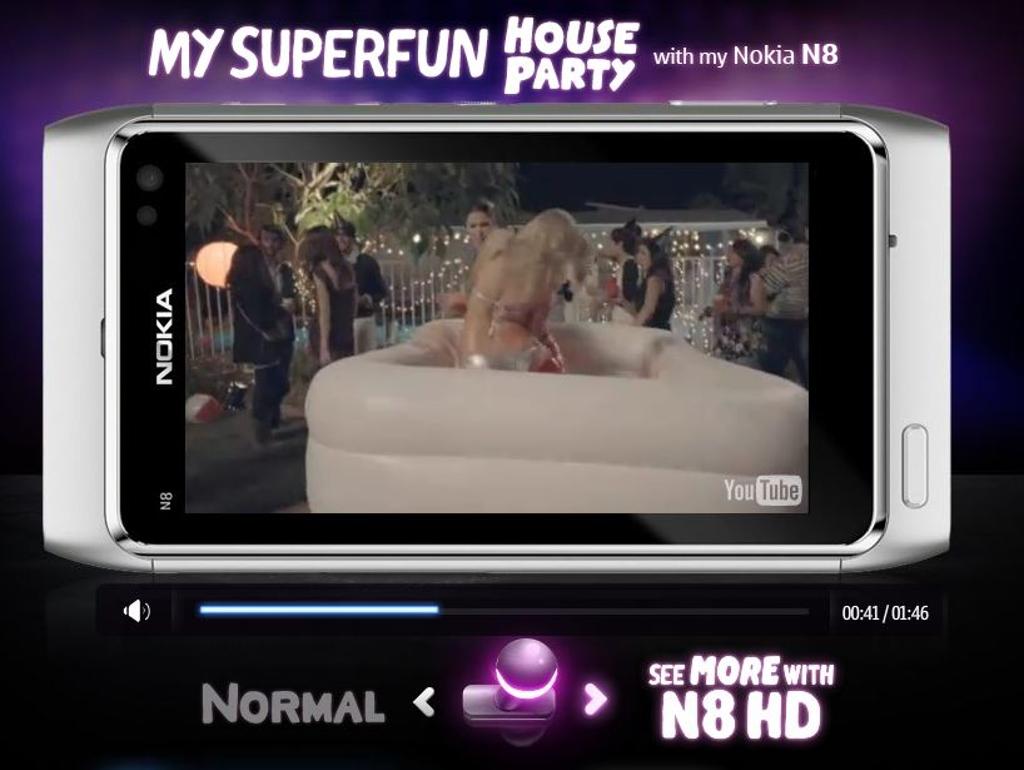 MY SUPERFUN HOUSE PARTY with my Nokia N8
NOKIA
N8
YouTube
00:41 / 01:46
NORMAL
SEE MORE WITH
N8 HD